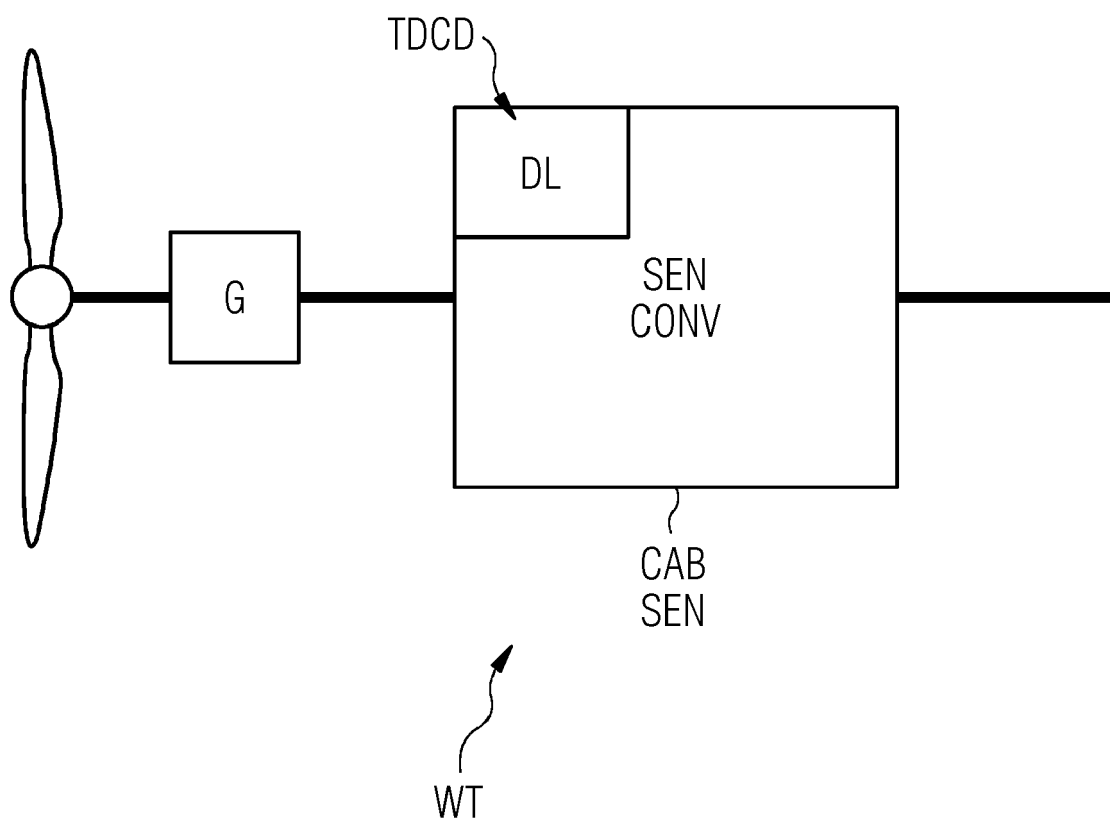 TDCD
DL
SEN
CONV
G
CAB
SEN
WT